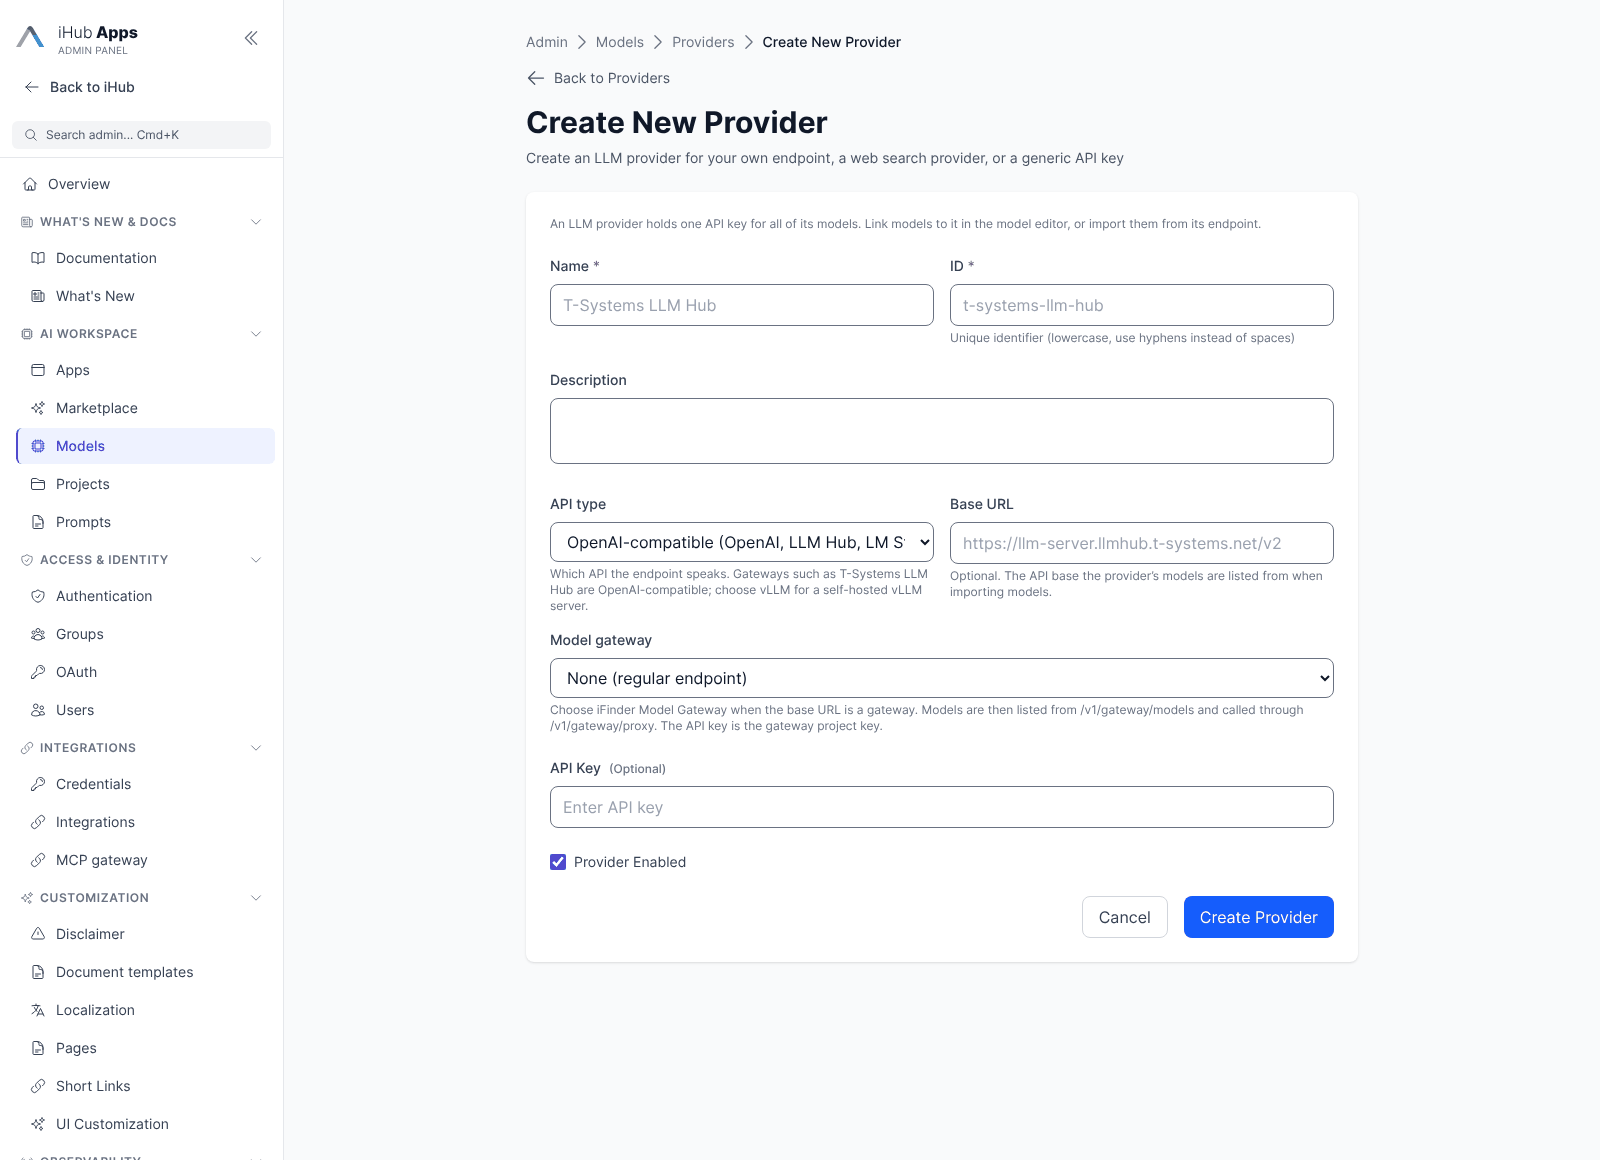 iHub Apps
ADMIN PANEL
Back to iHub
Search admin... Cmd+K
Overview
WHAT'S NEW & DOCS
Documentation
What's New
AI WORKSPACE
Apps
Marketplace
Models
Projects
Prompts
ACCESS & IDENTITY
Authentication
Groups
OAuth
Users
INTEGRATIONS
Credentials
Integrations
MCP gateway
CUSTOMIZATION
Disclaimer
Document templates
Localization
Pages
Short Links
UI Customization
OBSERVABILITY
Admin > Models > Providers > Create New Provider
Back to Providers
Create New Provider
Create an LLM provider for your own endpoint, a web search provider, or a generic API key
An LLM provider holds one API key for all of its models. Link models to it in the model editor, or import them from its endpoint.
Name *
T-Systems LLM Hub
ID *
t-systems-llm-hub
Unique identifier (lowercase, use hyphens instead of spaces)
Description
API type
OpenAI-compatible (OpenAI, LLM Hub, LM S
Which API the endpoint speaks. Gateways such as T-Systems LLM
Hub are OpenAI-compatible; choose vLLM for a self-hosted vLLM
server.
Base URL
https://llm-server.llmhub.t-systems.net/v2
Optional. The API base the provider’s models are listed from when
importing models.
Model gateway
None (regular endpoint)
Choose iFinder Model Gateway when the base URL is a gateway. Models are then listed from /v1/gateway/models and called through
/v1/gateway/proxy. The API key is the gateway project key.
API Key (Optional)
Enter API key
Provider Enabled
Cancel
Create Provider